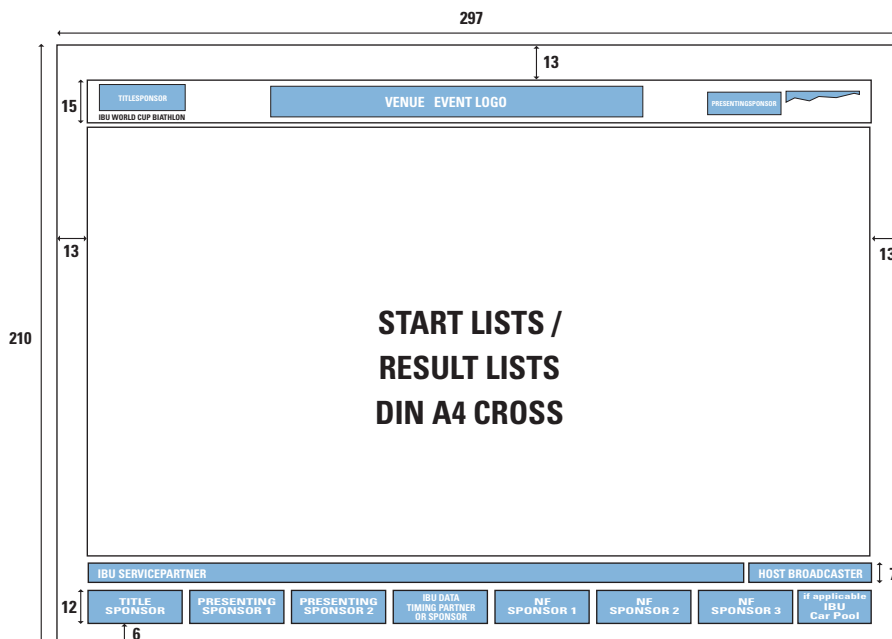 297
13
15
TITLESPONSOR
IBU WORLD CUP BIATHLON
VENUE EVENT LOGO
PRESENTINGSPONSOR
13
13
210
START LISTS /
RESULT LISTS
DIN A4 CROSS
IBU SERVICEPARTNER
HOST BROADCASTER
7
12
TITLE
SPONSOR
PRESENTING
SPONSOR 1
PRESENTING
SPONSOR 2
IBU DATA
TIMING PARTNER
OR SPONSOR
NF
SPONSOR 1
NF
SPONSOR 2
NF
SPONSOR 3
if applicable
IBU
Car Pool
6